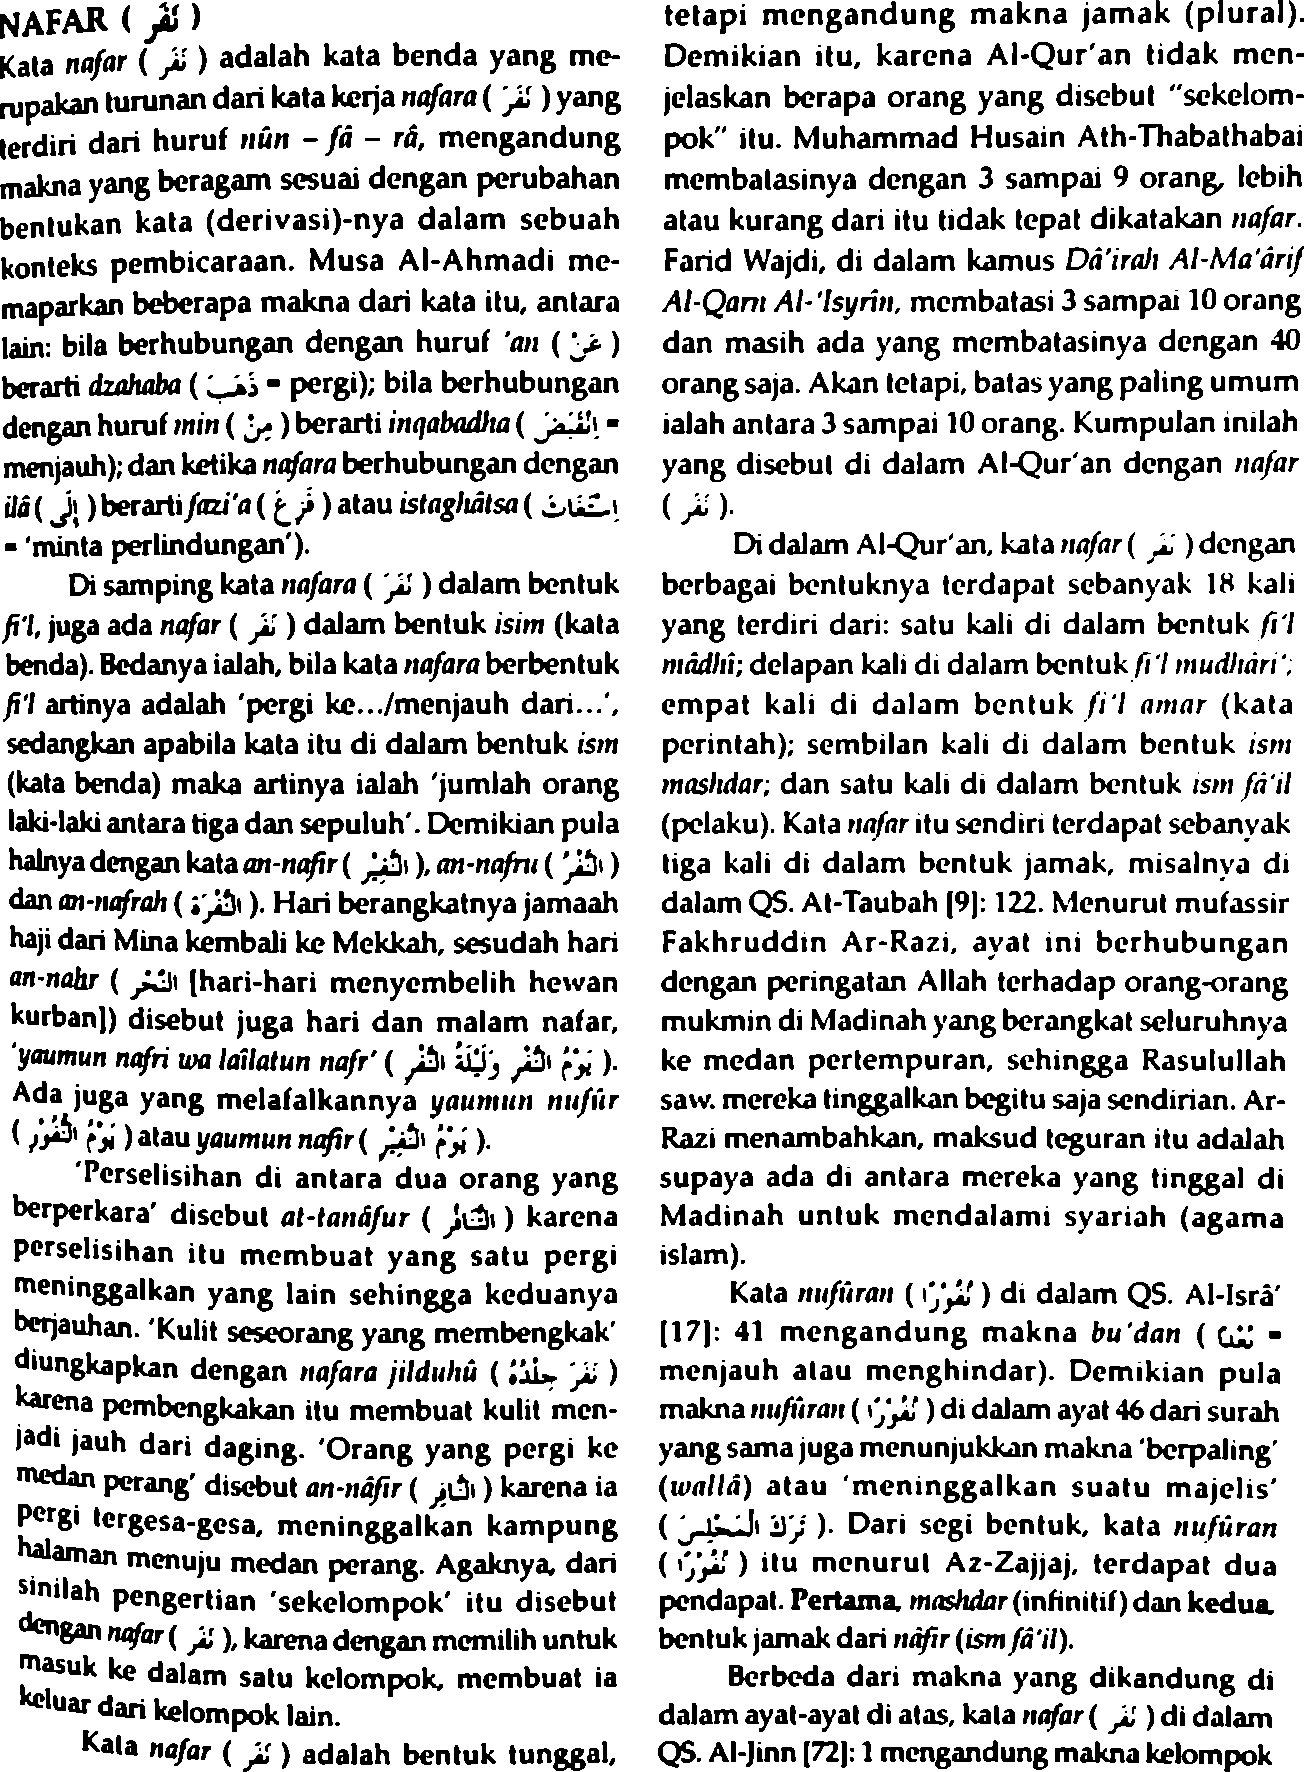 NAFAR ( نَفَر )
Kata nafar ( نَفَر ) adalah kata benda yang me-
rupakan turunan dari kata kerja nafara ( نَفَرَ ) yang
terdiri dari huruf nûn – fâ – râ, mengandung
makna yang beragam sesuai dengan perubahan
bentukan kata (derivasi)-nya dalam sebuah
konteks pembicaraan. Musa Al-Ahmadi me-
maparkan beberapa makna dari kata itu, antara
lain: bila berhubungan dengan huruf 'an ( عَنْ )
berarti dzahaba ( ذَهَبَ = pergi); bila berhubungan
dengan huruf min ( مِنْ ) berarti inqabadha ( اِنْقَبَضَ =
menjauh); dan ketika nafara berhubungan dengan
ilâ ( إِلَى ) berarti fazi'a ( فَزِعَ ) atau istaghâtsa ( اِسْتَغَاثَ
= 'minta perlindungan').
Di samping kata nafara ( نَفَرَ ) dalam bentuk
fi'l, juga ada nafar ( نَفَر ) dalam bentuk isim (kata
benda). Bedanya ialah, bila kata nafara berbentuk
fi'l artinya adalah 'pergi ke.../menjauh dari...',
sedangkan apabila kata itu di dalam bentuk ism
(kata benda) maka artinya ialah 'jumlah orang
laki-laki antara tiga dan sepuluh'. Demikian pula
halnya dengan kata an-nafîr ( النَّفِيْر ), an-nafru ( النَّفْرُ )
dan an-nafrah ( النَّفْرَة ). Hari berangkatnya jamaah
haji dari Mina kembali ke Mekkah, sesudah hari
an-nahr ( النَّحْر [hari-hari menyembelih hewan
kurban]) disebut juga hari dan malam nafar,
'yaumun nafri wa laîlatun nafr' ( يَوْمُ النَّفْرِ وَلَيْلَةُ النَّفْرِ ).
Ada juga yang melafalkannya yaumun nufûr
( يَوْمُ النُّفُوْرِ ) atau yaumun nafîr ( يَوْمُ النَّفِيْرِ ).
'Perselisihan di antara dua orang yang
berperkara' disebut at-tanâfur ( التَّنَافُر ) karena
perselisihan itu membuat yang satu pergi
meninggalkan yang lain sehingga keduanya
berjauhan. 'Kulit seseorang yang membengkak'
diungkapkan dengan nafara jilduhû ( نَفَرَ جِلْدُهُ )
karena pembengkakan itu membuat kulit men-
jadi jauh dari daging. 'Orang yang pergi ke
medan perang' disebut an-nâfir ( النَّافِر ) karena ia
pergi tergesa-gesa, meninggalkan kampung
halaman menuju medan perang. Agaknya, dari
sinilah pengertian 'sekelompok' itu disebut
dengan nafar ( نَفَر ), karena dengan memilih untuk
masuk ke dalam satu kelompok, membuat ia
keluar dari kelompok lain.
Kata nafar ( نَفَر ) adalah bentuk tunggal,
tetapi mengandung makna jamak (plural).
Demikian itu, karena Al-Qur'an tidak men-
jelaskan berapa orang yang disebut "sekelom-
pok" itu. Muhammad Husain Ath-Thabathabai
membatasinya dengan 3 sampai 9 orang, lebih
atau kurang dari itu tidak tepat dikatakan nafar.
Farid Wajdi, di dalam kamus Dâ'irah Al-Ma'ârif
Al-Qarn Al-'Isyrîn, membatasi 3 sampai 10 orang
dan masih ada yang membatasinya dengan 40
orang saja. Akan tetapi, batas yang paling umum
ialah antara 3 sampai 10 orang. Kumpulan inilah
yang disebut di dalam Al-Qur'an dengan nafar
( نَفَر ).
Di dalam Al-Qur'an, kata nafar ( نَفَر ) dengan
berbagai bentuknya terdapat sebanyak 18 kali
yang terdiri dari: satu kali di dalam bentuk fi'l
mâdhî; delapan kali di dalam bentuk fi'l mudhâri';
empat kali di dalam bentuk fi'l amar (kata
perintah); sembilan kali di dalam bentuk ism
mashdar; dan satu kali di dalam bentuk ism fâ'il
(pelaku). Kata nafar itu sendiri terdapat sebanyak
tiga kali di dalam bentuk jamak, misalnya di
dalam QS. At-Taubah [9]: 122. Menurut mufassir
Fakhruddin Ar-Razi, ayat ini berhubungan
dengan peringatan Allah terhadap orang-orang
mukmin di Madinah yang berangkat seluruhnya
ke medan pertempuran, sehingga Rasulullah
saw. mereka tinggalkan begitu saja sendirian. Ar-
Razi menambahkan, maksud teguran itu adalah
supaya ada di antara mereka yang tinggal di
Madinah untuk mendalami syariah (agama
islam).
Kata nufûran ( نُفُوْرًا ) di dalam QS. Al-Isrâ'
[17]: 41 mengandung makna bu'dan ( بُعْدًا =
menjauh atau menghindar). Demikian pula
makna nufûran ( نُفُوْرًا ) di dalam ayat 46 dari surah
yang sama juga menunjukkan makna 'berpaling'
(wallâ) atau 'meninggalkan suatu majelis'
( تَرْكُ الْمَجْلِسِ ). Dari segi bentuk, kata nufûran
( نُفُوْرًا ) itu menurut Az-Zajjaj, terdapat dua
pendapat. Pertama, mashdar (infinitif) dan kedua,
bentuk jamak dari nâfir (ism fâ'il).
Berbeda dari makna yang dikandung di
dalam ayat-ayat di atas, kata nafar ( نَفَر ) di dalam
QS. Al-Jinn [72]: 1 mengandung makna kelompok